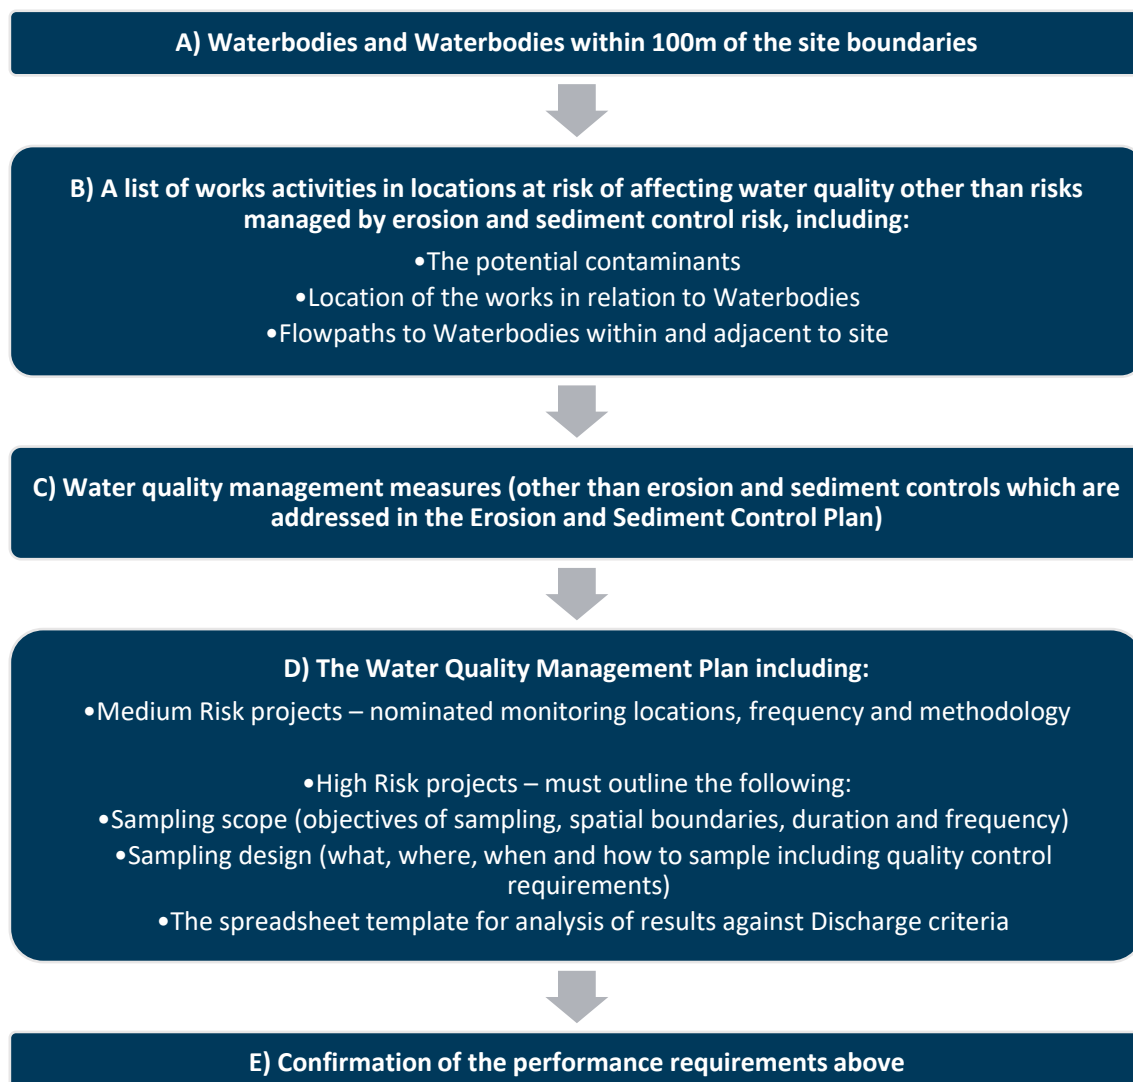 A) Waterbodies and Waterbodies within 100m of the site boundaries
B) A list of works activities in locations at risk of affecting water quality other than risks
managed by erosion and sediment control risk, including:
•The potential contaminants
•Location of the works in relation to Waterbodies
•Flowpaths to Waterbodies within and adjacent to site
C) Water quality management measures (other than erosion and sediment controls which are
addressed in the Erosion and Sediment Control Plan)
D) The Water Quality Management Plan including:
•Medium Risk projects – nominated monitoring locations, frequency and methodology
•High Risk projects – must outline the following:
•Sampling scope (objectives of sampling, spatial boundaries, duration and frequency)
•Sampling design (what, where, when and how to sample including quality control
requirements)
•The spreadsheet template for analysis of results against Discharge criteria
E) Confirmation of the performance requirements above